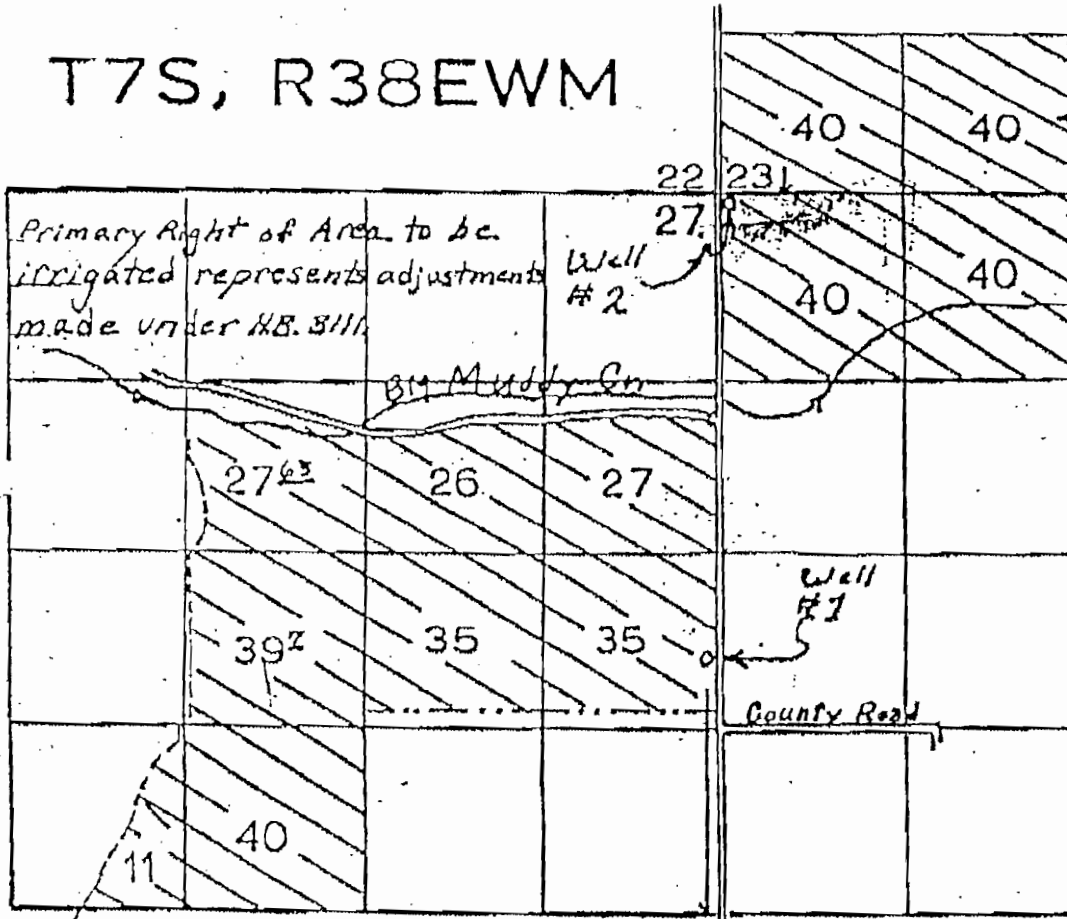 T7S, R38EWM
40 40
22 23
27
Primary Right of Area to be
irrigated represents adjustments
made under HB. 3111
Well
#2
40 40
Big Muddy Cr
27 63 26 27
Well
#1
39 35 35
County Road
40
11